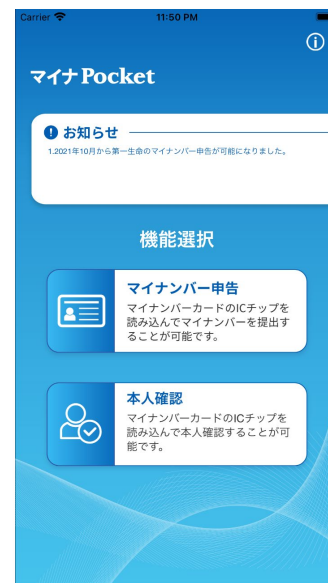 Carrier 11:50 PM
マイナPocket
お知らせ
1.2021年10月から第一生命のマイナンバー申告が可能になりました。
機能選択
マイナンバー申告
マイナンバーカードのICチップを
読み込んでマイナンバーを提出す
ることが可能です。
本人確認
マイナンバーカードのICチップを
読み込んで本人確認することが可
能です。